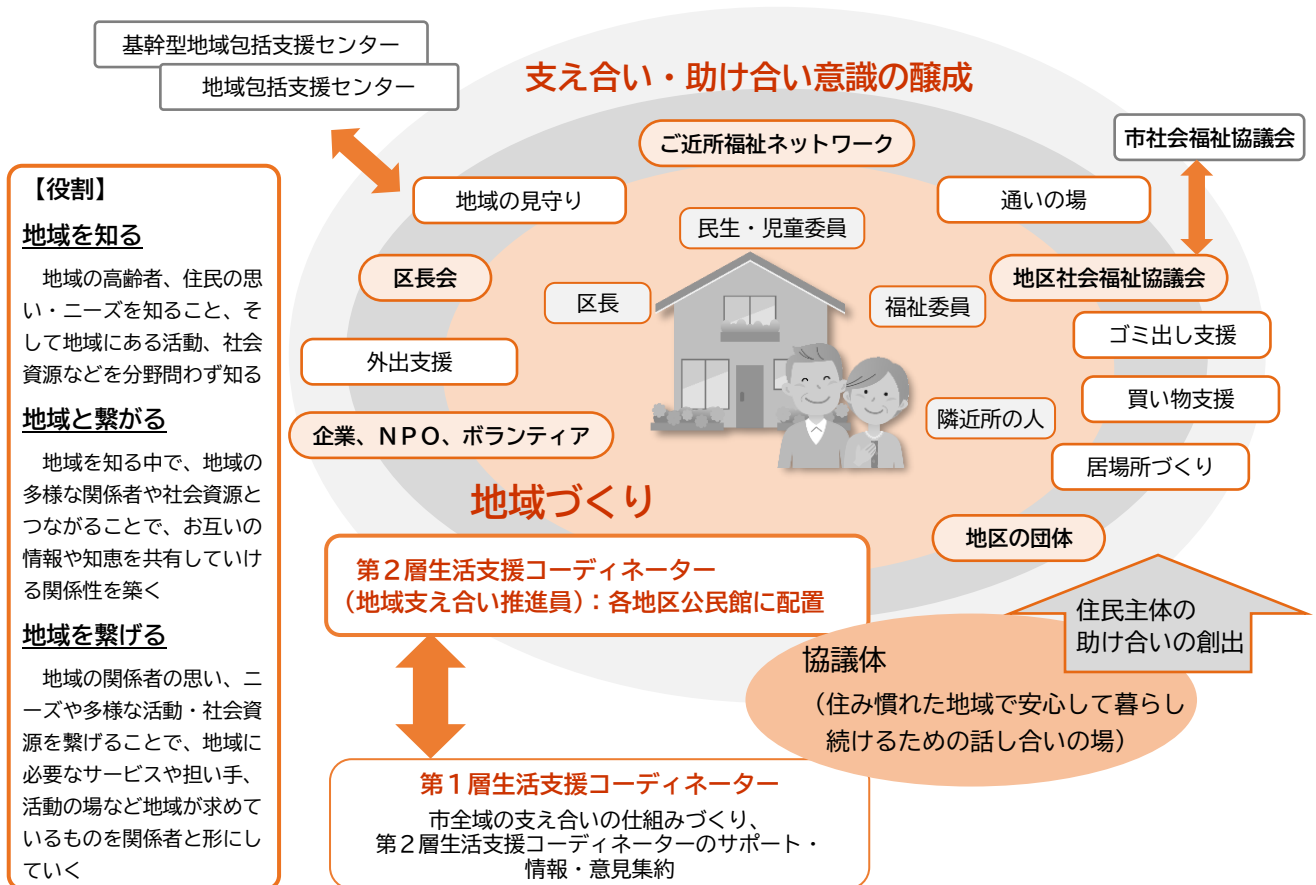 基幹型地域包括支援センター
地域包括支援センター
支え合い・助け合い意識の醸成
ご近所福祉ネットワーク
市社会福祉協議会
地域の見守り
通いの場
民生・児童委員
区長会
地区社会福祉協議会
区長
福祉委員
ゴミ出し支援
外出支援
買い物支援
隣近所の人
企業、ＮＰＯ、ボランティア
居場所づくり
地域づくり
地区の団体
【役割】
地域を知る
地域の高齢者、住民の思
い・ニーズを知ること、そ
して地域にある活動、社会
資源などを分野問わず知る
地域と繋がる
地域を知る中で、地域の
多様な関係者や社会資源と
つながることで、お互いの
情報や知恵を共有していけ
る関係性を築く
地域を繋げる
地域の関係者の思い、ニ
ーズや多様な活動・社会資
源を繋げることで、地域に
必要なサービスや担い手、
活動の場など地域が求めて
いるものを関係者と形にし
ていく
第２層生活支援コーディネーター
（地域支え合い推進員）：各地区公民館に配置
住民主体の
助け合いの創出
協議体
（住み慣れた地域で安心して暮らし
続けるための話し合いの場）
第１層生活支援コーディネーター
市全域の支え合いの仕組みづくり、
第２層生活支援コーディネーターのサポート・
情報・意見集約